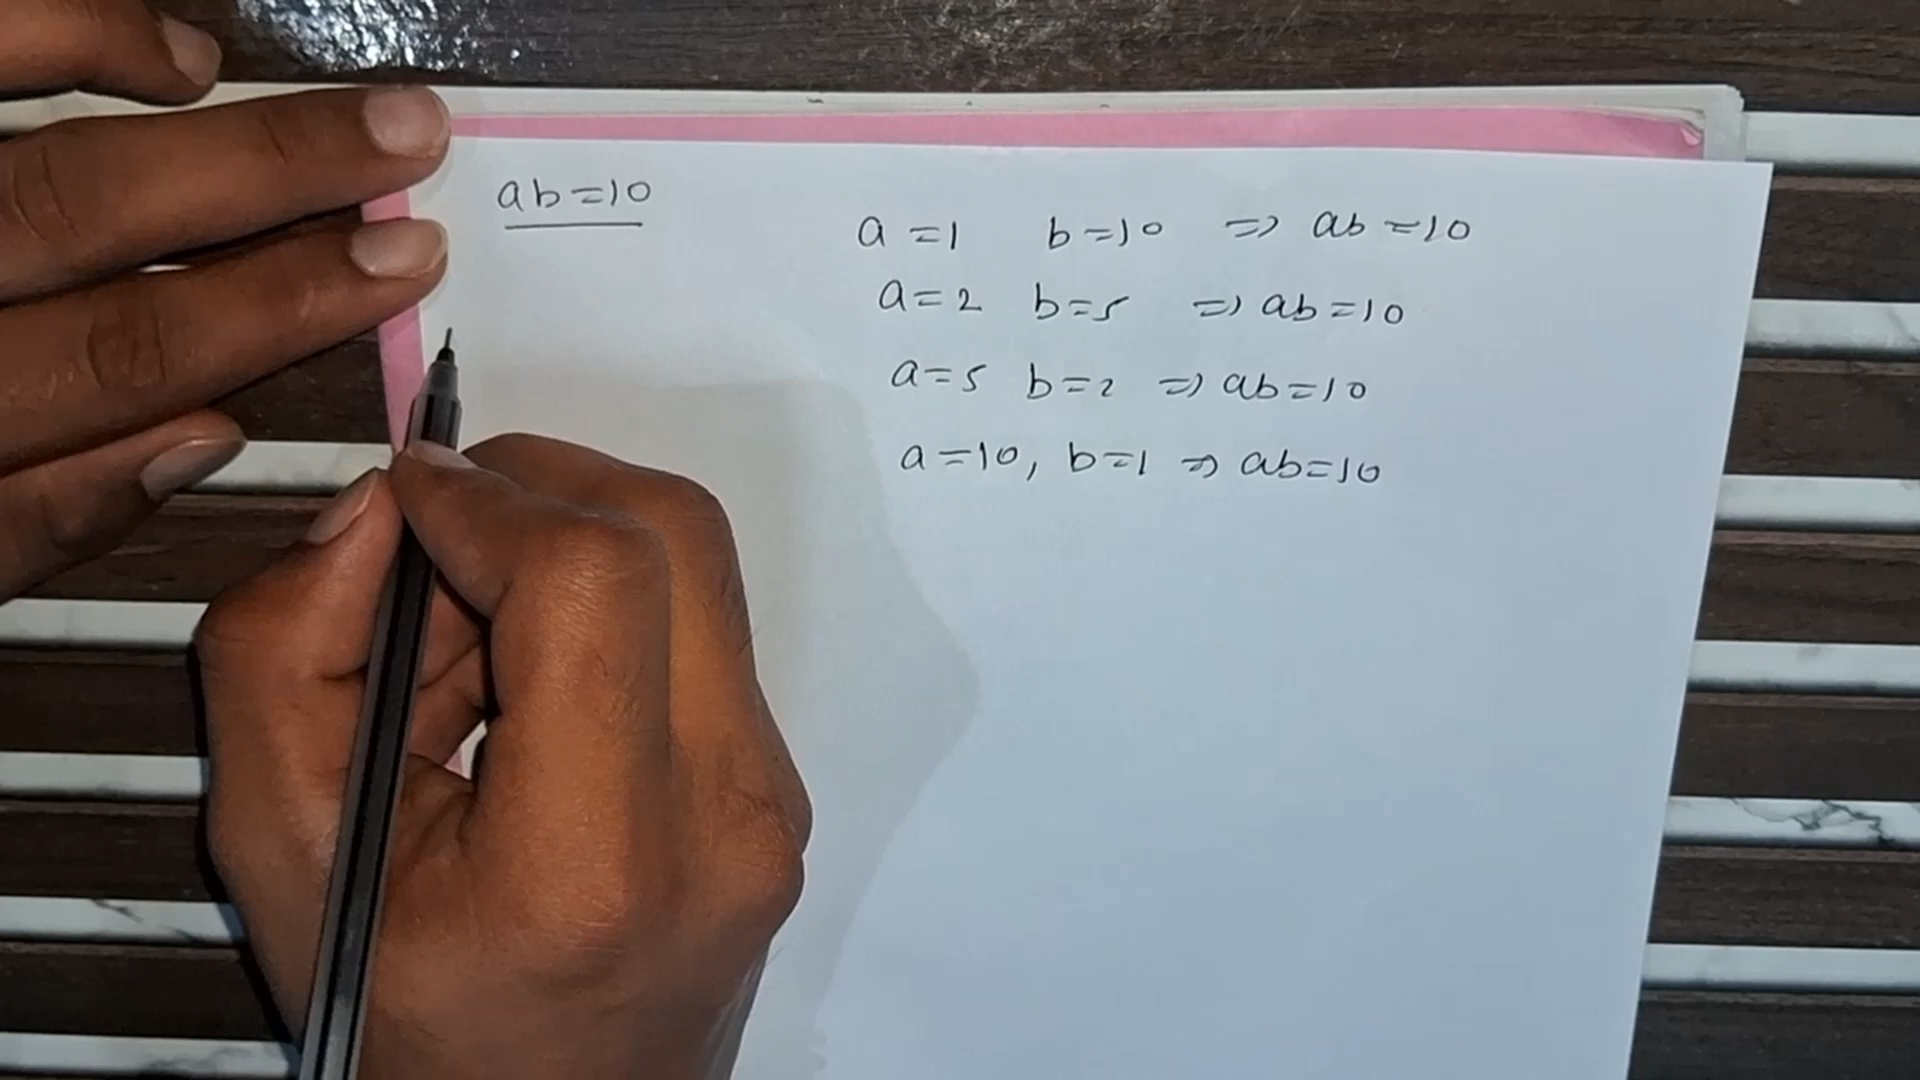 ab=10
a=1 b=10 => ab=10
a=2 b=5 => ab=10
a=5 b=2 => ab=10
a=10, b=1 => ab=10